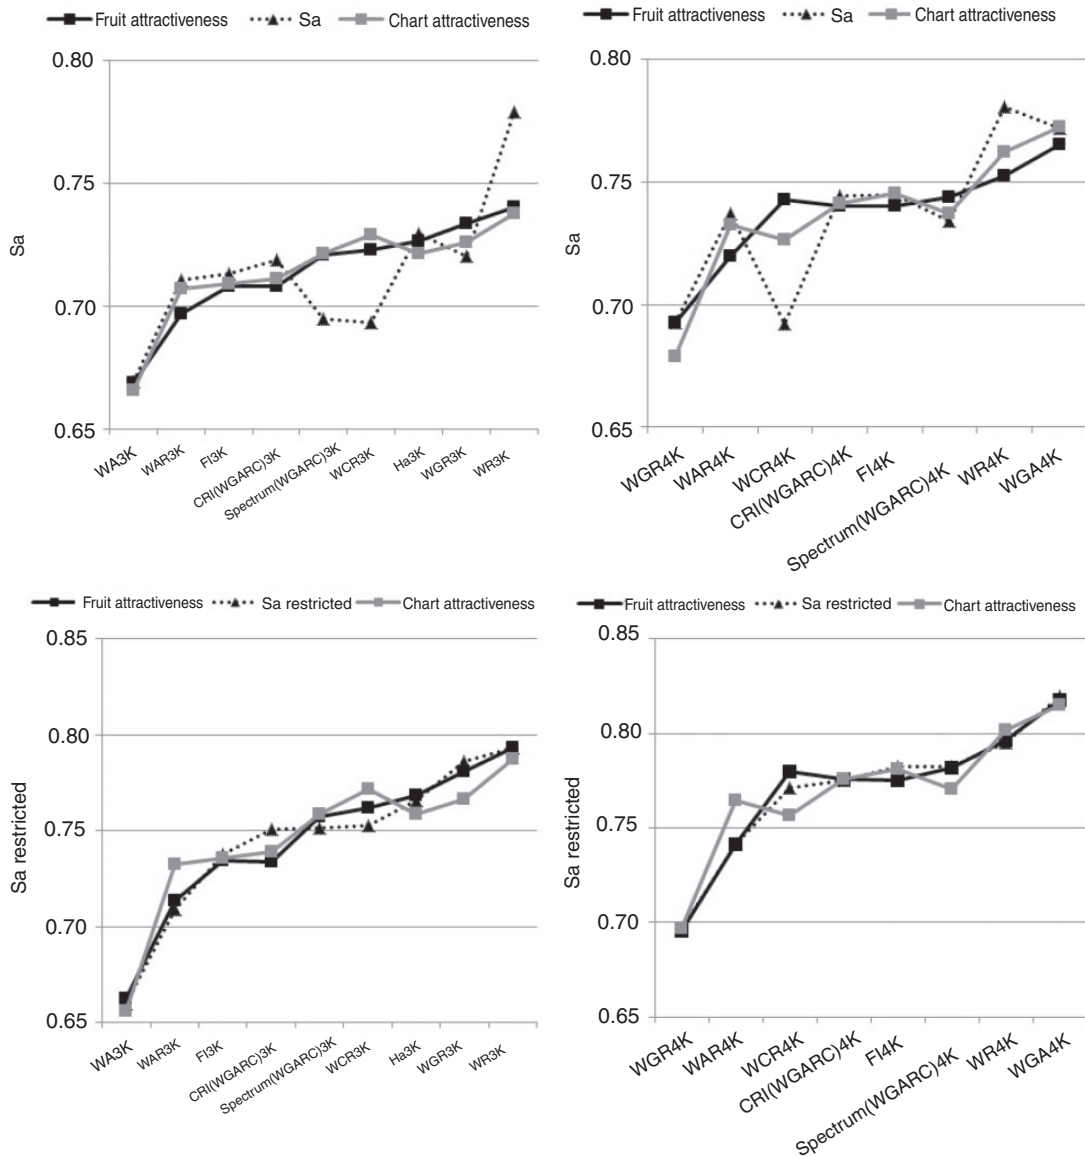 Fruit attractiveness Sa Chart attractiveness
0.80
0.75
0.70
0.65
Sa
WA3K WAR3K FI3K CRI(WGARC)3K Spectrum(WGARC)3K WCR3K Ha3K WGR3K WR3K
Fruit attractiveness Sa Chart attractiveness
0.80
0.75
0.70
0.65
Sa
WGR4K WAR4K WCR4K CRI(WGARC)4K FI4K Spectrum(WGARC)4K WR4K WGA4K
Fruit attractiveness Sa restricted Chart attractiveness
0.85
0.80
0.75
0.70
0.65
Sa restricted
WA3K WAR3K FI3K CRI(WGARC)3K Spectrum(WGARC)3K WCR3K Ha3K WGR3K WR3K
Fruit attractiveness Sa restricted Chart attractiveness
0.85
0.80
0.75
0.70
0.65
Sa restricted
WGR4K WAR4K WCR4K CRI(WGARC)4K FI4K Spectrum(WGARC)4K WR4K WGA4K